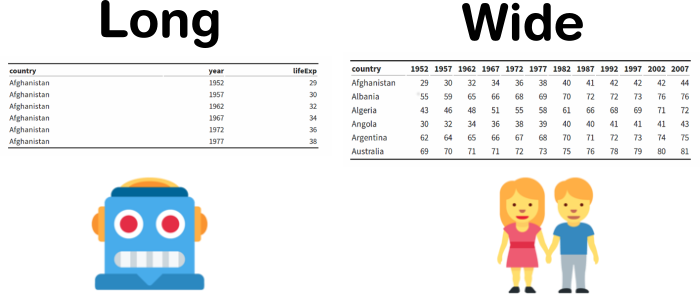 Long
country year lifeExp
Afghanistan 1952 29
Afghanistan 1957 30
Afghanistan 1962 32
Afghanistan 1967 34
Afghanistan 1972 36
Afghanistan 1977 38
Wide
country 1952 1957 1962 1967 1972 1977 1982 1987 1992 1997 2002 2007
Afghanistan 29 30 32 34 36 38 40 41 42 42 42 44
Albania 55 59 65 66 68 69 70 72 72 73 76 76
Algeria 43 46 48 51 55 58 61 66 68 69 71 72
Angola 30 32 34 36 38 39 40 40 41 41 41 43
Argentina 62 64 65 66 67 68 70 71 72 73 74 75
Australia 69 70 71 71 72 73 75 76 78 79 80 81